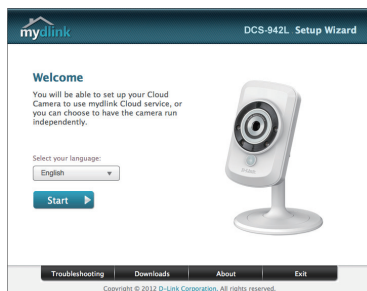 mydlink
DCS-942L Setup Wizard
Welcome
You will be able to set up your Cloud
Camera to use mydlink Cloud service, or
you can choose to have the camera run
independently.
Select your language:
English
Start
D-Link
Troubleshooting Downloads About Exit
Copyright © 2012 D-Link Corporation. All rights reserved.